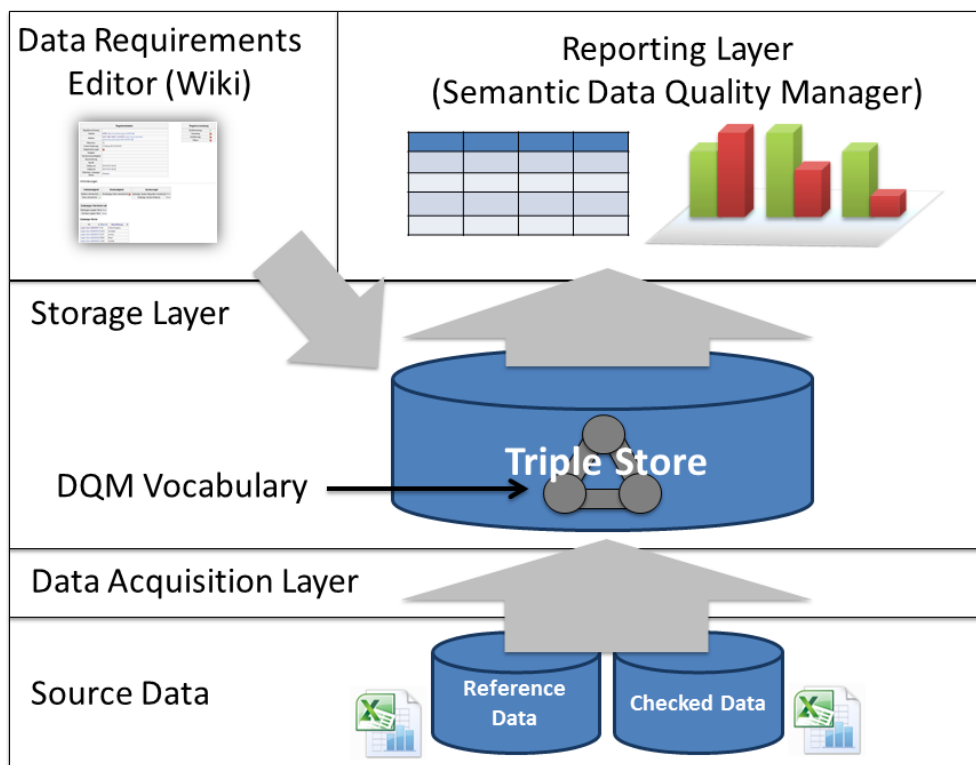 Data Requirements
Editor (Wiki)
Reporting Layer
(Semantic Data Quality Manager)
Storage Layer
Triple Store
DQM Vocabulary
Data Acquisition Layer
Source Data
Reference
Data
Checked Data